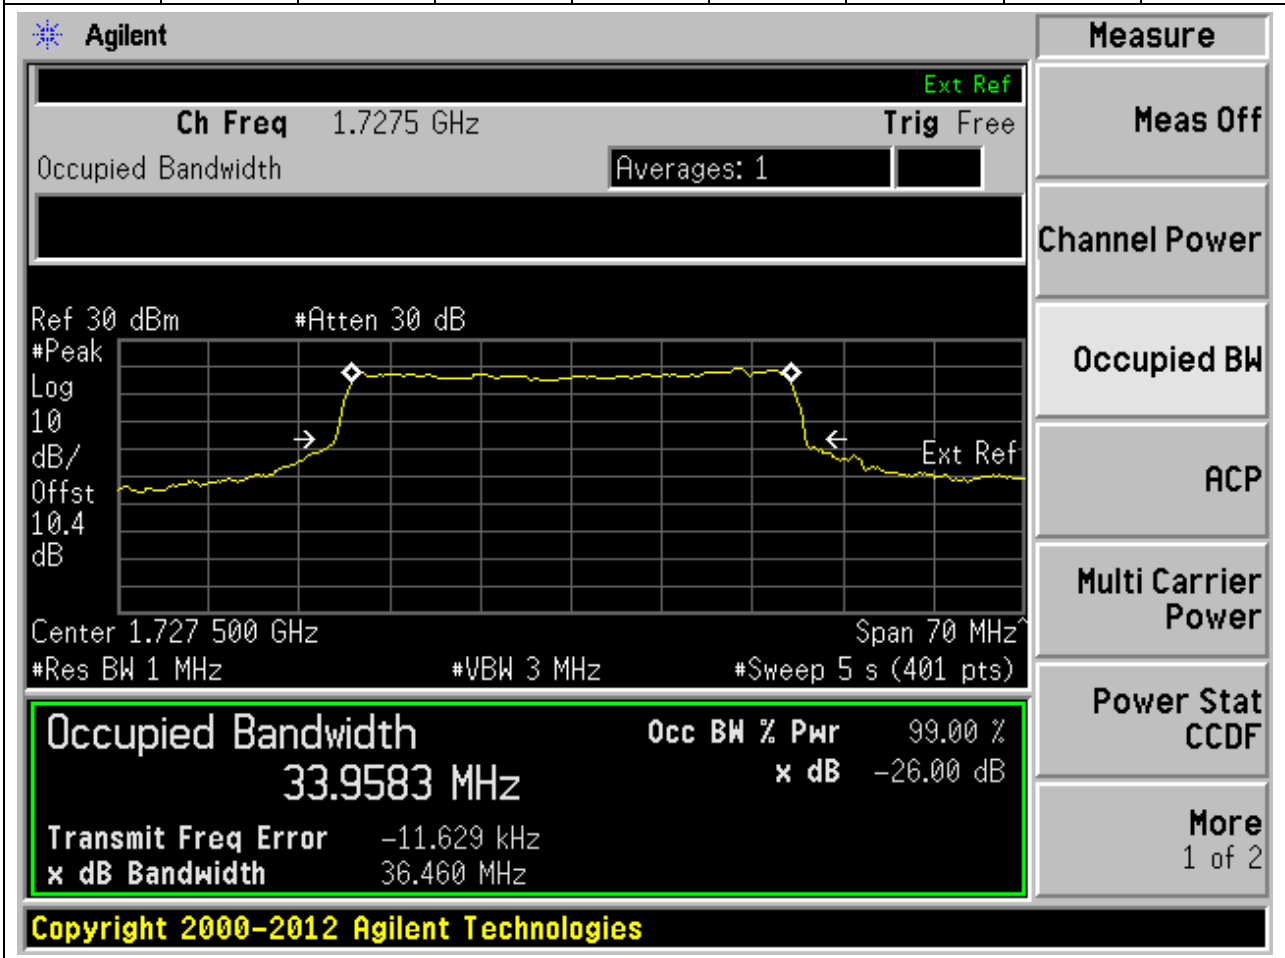 Agilent
Measure
Ext Ref
Ch Freq 1.7275 GHz Trig Free
Occupied Bandwidth Averages: 1
Meas Off
Channel Power
Occupied BW
ACP
Multi Carrier
Power
Power Stat
CCDF
More
1 of 2
Ref 30 dBm #Atten 30 dB
#Peak
Log
10
dB/
Offst
10.4
dB
Ext Ref
Center 1.727 500 GHz Span 70 MHz^
#Res BW 1 MHz #VBW 3 MHz #Sweep 5 s (401 pts)
Occupied Bandwidth Occ BW % Pwr 99.00 %
33.9583 MHz x dB -26.00 dB
Transmit Freq Error -11.629 kHz
x dB Bandwidth 36.460 MHz
Copyright 2000-2012 Agilent Technologies